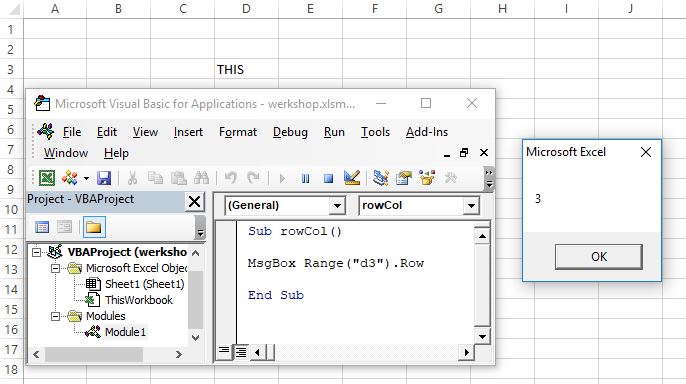 A B C D E F G H I J
1
2
3 THIS
4
5
6
7
8
9
10
11
12
13
14
15
16
17
18
Microsoft Visual Basic for Applications - werkshop.xlsm...
File Edit View Insert Format Debug Run Tools Add-Ins
Window Help
Project - VBAProject
VBAProject (werksho
Microsoft Excel Objec
Sheet1 (Sheet1)
ThisWorkbook
Modules
Module1
(General) rowCol
Sub rowCol()
MsgBox Range("d3").Row
End Sub
Microsoft Excel
3
OK